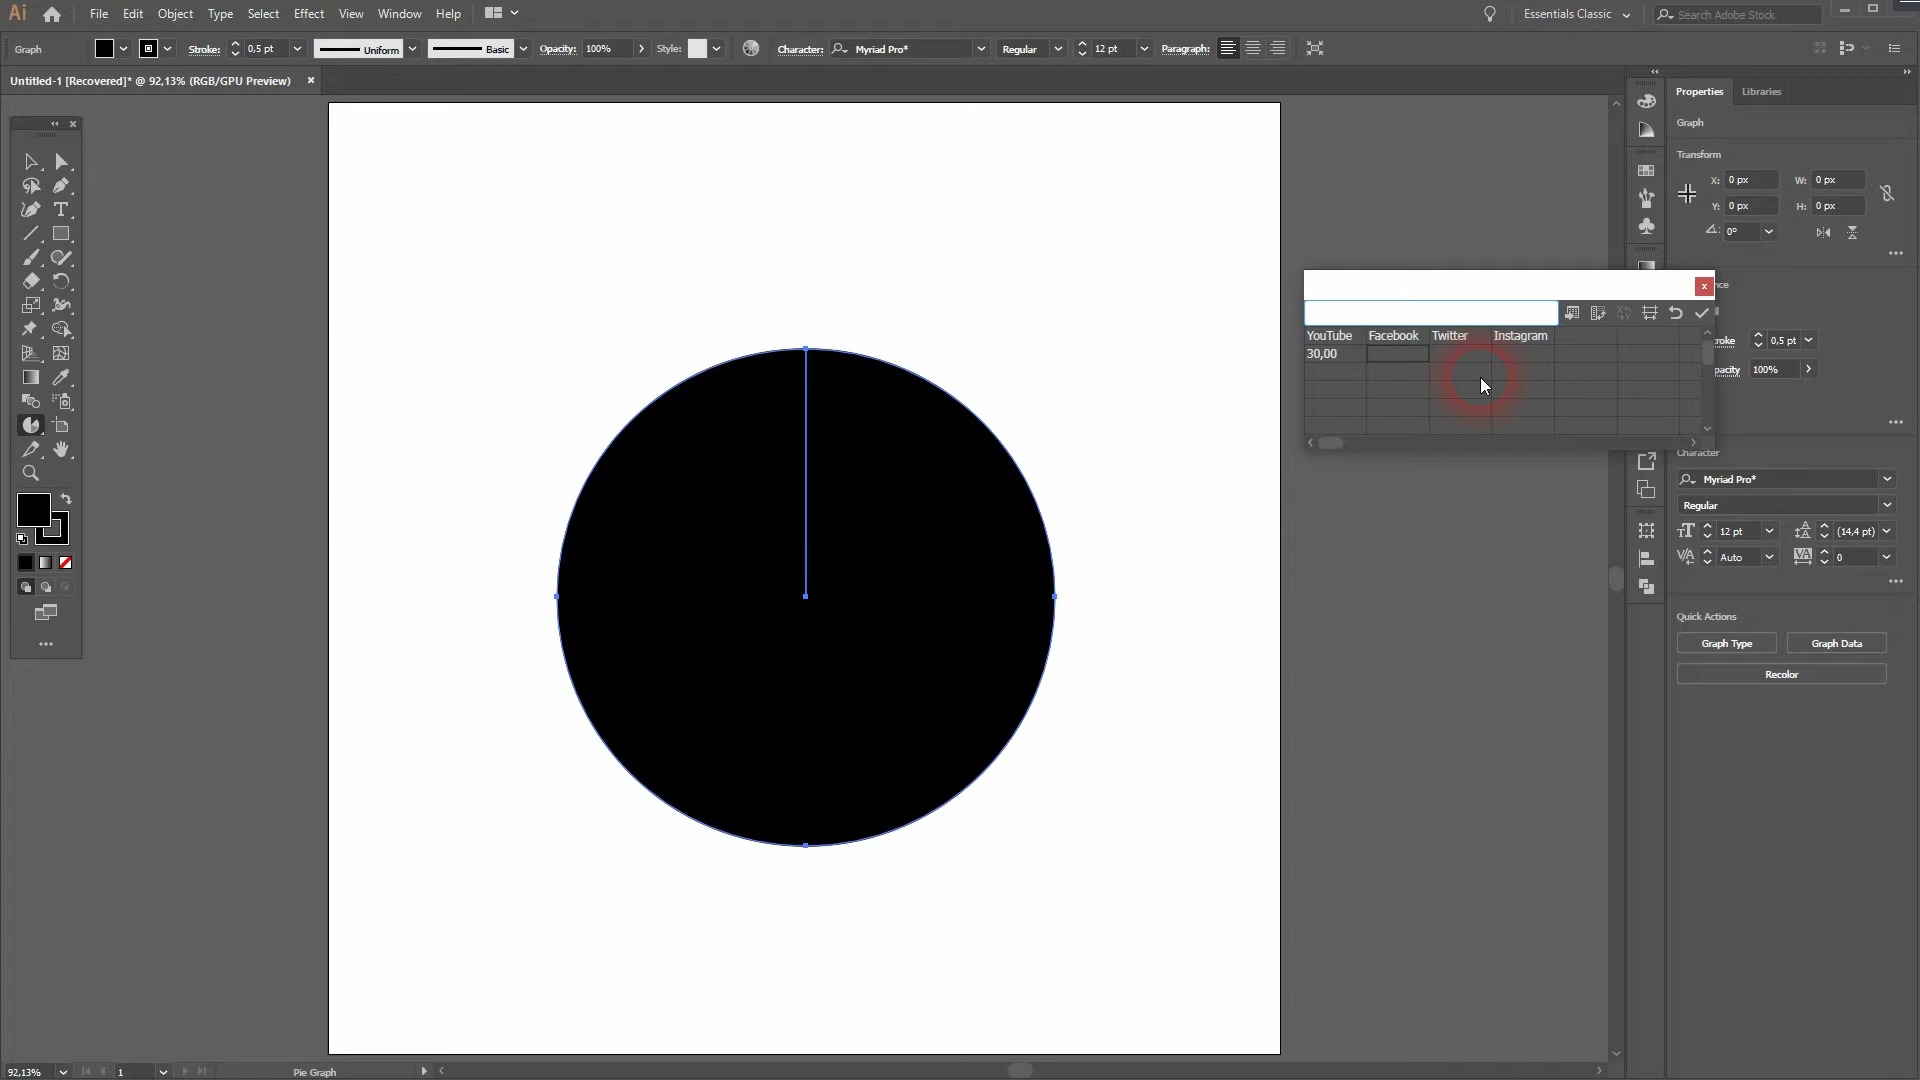 Ai File Edit Object Type Select Effect View Window Help Essentials Classic Search Adobe Stock
Graph Stroke: 0,5 pt Uniform Basic Opacity: 100% Style: Character: Myriad Pro* Regular 12 pt Paragraph:
Untitled-1 [Recovered]* @ 92,13% (RGB/GPU Preview)
Properties Libraries
Graph
Transform
X: 0 px W: 0 px
Y: 0 px H: 0 px
0°
YouTube Facebook Twitter Instagram
30,00
0,5 pt
100%
Character
Myriad Pro*
Regular
12 pt (14,4 pt)
Auto 0
Quick Actions
Graph Type Graph Data
Recolor
92,13% 1 Pie Graph